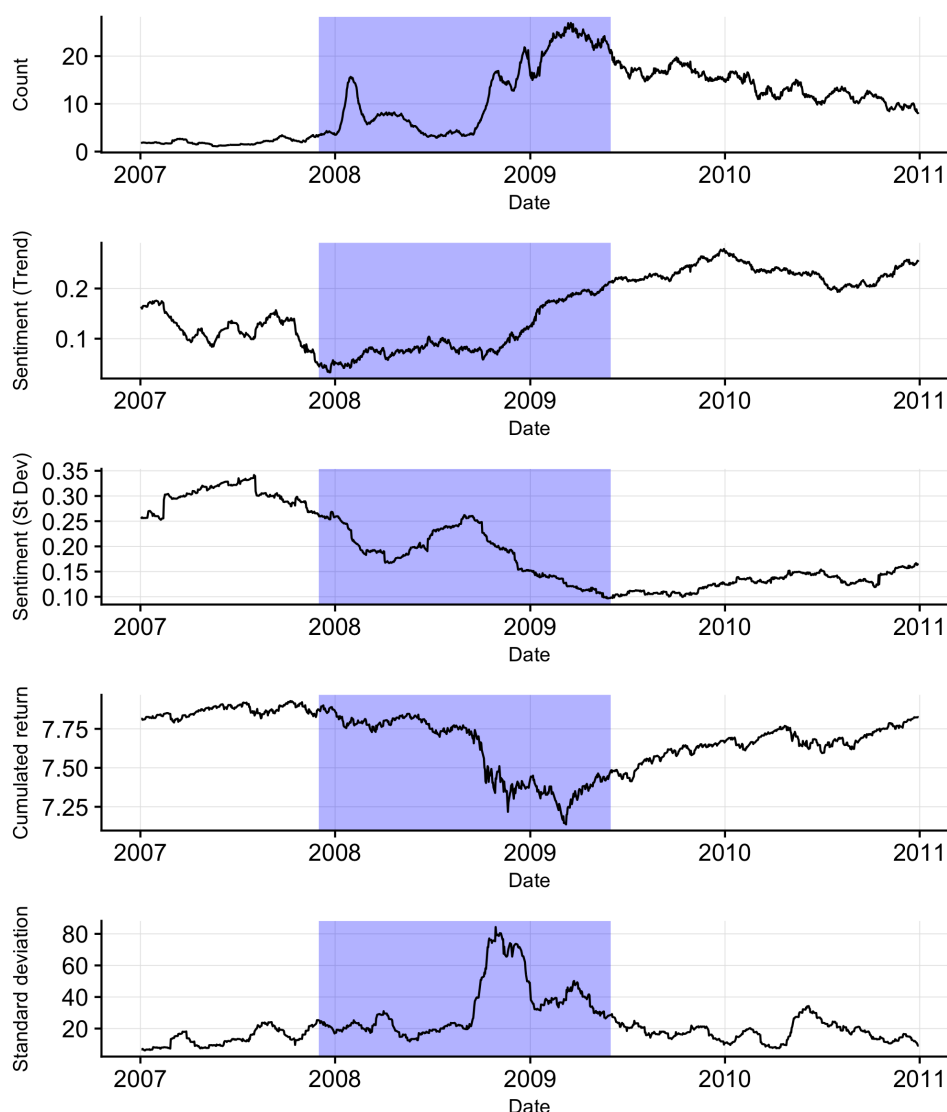 Count
20
10
0
2007 2008 2009 2010 2011
Date
Sentiment (Trend)
0.2
0.1
2007 2008 2009 2010 2011
Date
Sentiment (St Dev)
0.35
0.30
0.25
0.20
0.15
0.10
2007 2008 2009 2010 2011
Date
Cumulated return
7.75
7.50
7.25
2007 2008 2009 2010 2011
Date
Standard deviation
80
60
40
20
2007 2008 2009 2010 2011
Date